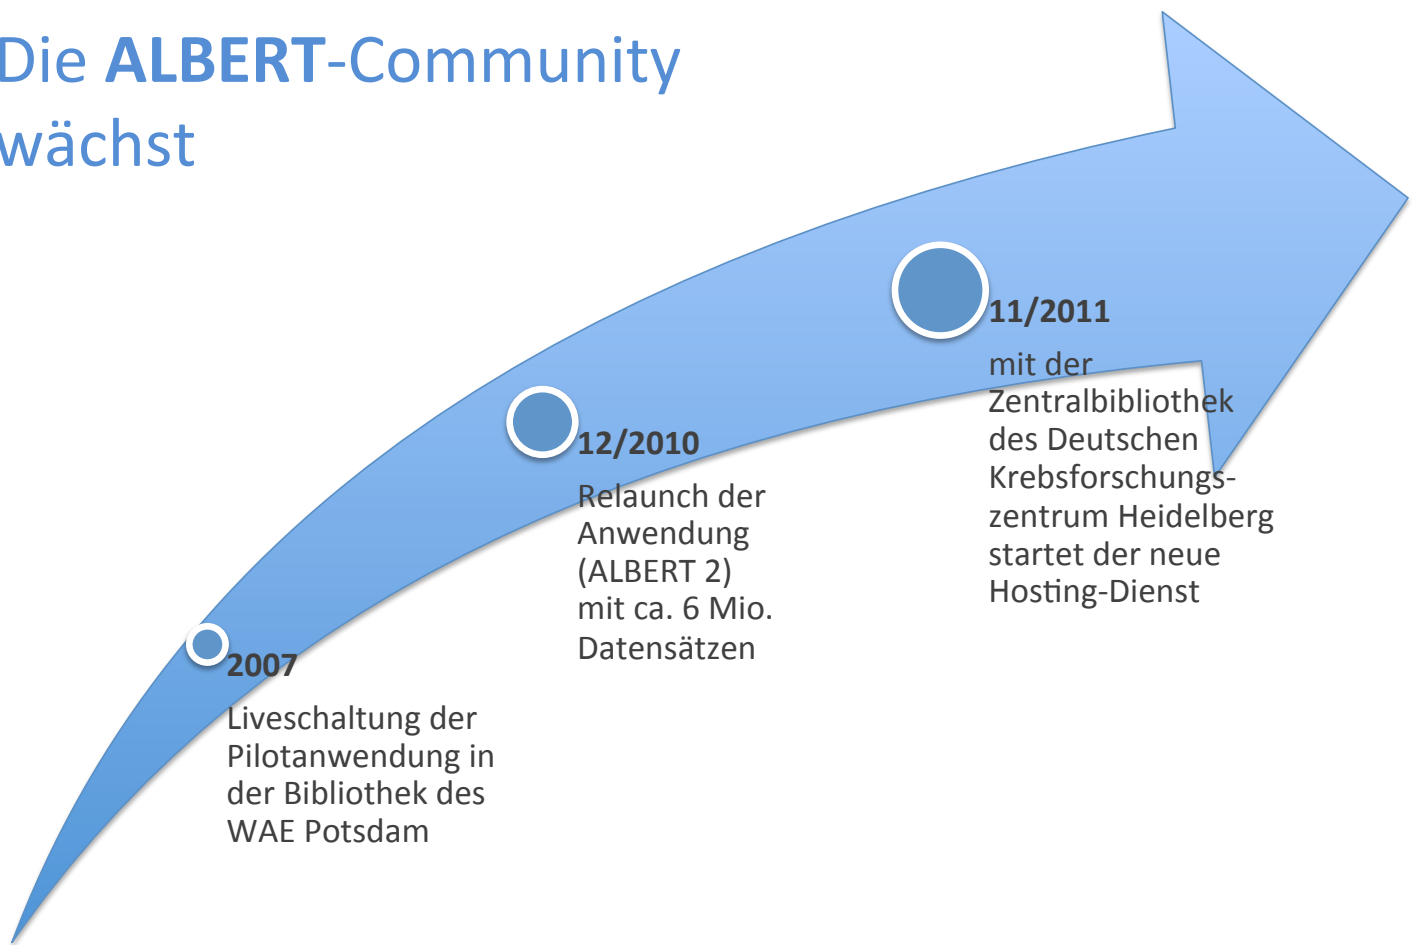 Die ALBERT-Community
wächst
2007
Liveschaltung der
Pilotanwendung in
der Bibliothek des
WAE Potsdam
12/2010
Relaunch der
Anwendung
(ALBERT 2)
mit ca. 6 Mio.
Datensätzen
11/2011
mit der
Zentralbibliothek
des Deutschen
Krebsforschungs-
zentrum Heidelberg
startet der neue
Hosting-Dienst